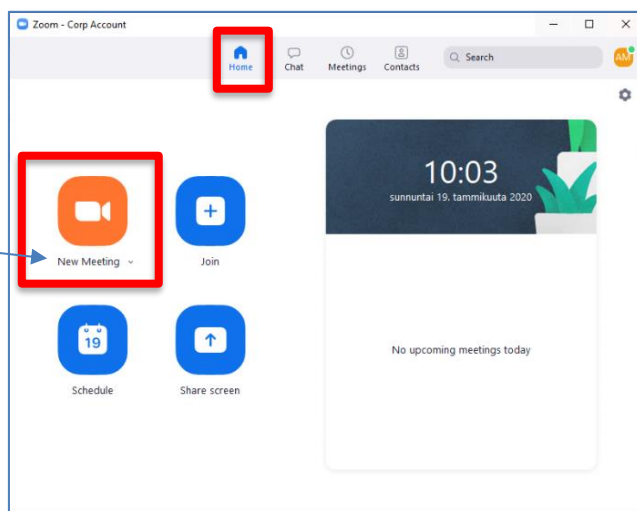 Zoom - Corp Account
Home
Chat
Meetings
Contacts
Search
AM
10:03
sunnuntai 19. tammikuuta 2020
New Meeting
Join
19
Schedule
Share screen
No upcoming meetings today